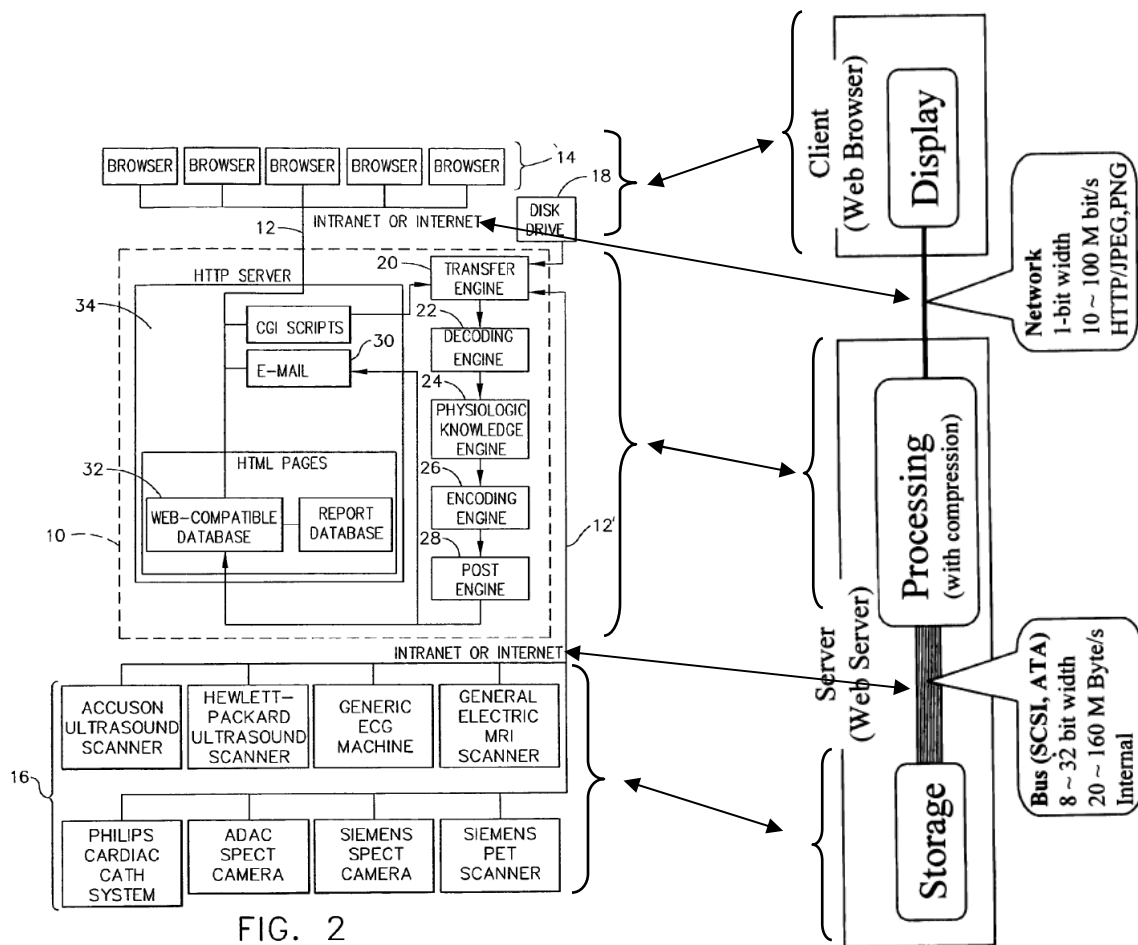 BROWSER
BROWSER
BROWSER
BROWSER
BROWSER
14
18
DISK
DRIVE
12
INTRANET OR INTERNET
HTTP SERVER
34
20
TRANSFER
ENGINE
CGI SCRIPTS
22
DECODING
ENGINE
30
E-MAIL
24
PHYSIOLOGIC
KNOWLEDGE
ENGINE
HTML PAGES
32
WEB-COMPATIBLE
DATABASE
REPORT
DATABASE
26
ENCODING
ENGINE
10
28
POST
ENGINE
12'
INTRANET OR INTERNET
16
ACCUSON
ULTRASOUND
SCANNER
HEWLETT-
PACKARD
ULTRASOUND
SCANNER
GENERIC
ECG
MACHINE
GENERAL
ELECTRIC
MRI
SCANNER
PHILIPS
CARDIAC
CATH
SYSTEM
ADAC
SPECT
CAMERA
SIEMENS
SPECT
CAMERA
SIEMENS
PET
SCANNER
FIG. 2
Client
(Web Browser)
Display
Network
1-bit width
10 ~ 100 M bit/s
HTTP/JPEG,PNG
Server
(Web Server)
Processing
(with compression)
Bus (SCSI, ATA)
8 ~ 32 bit width
20 ~ 160 M Byte/s
Internal
Storage